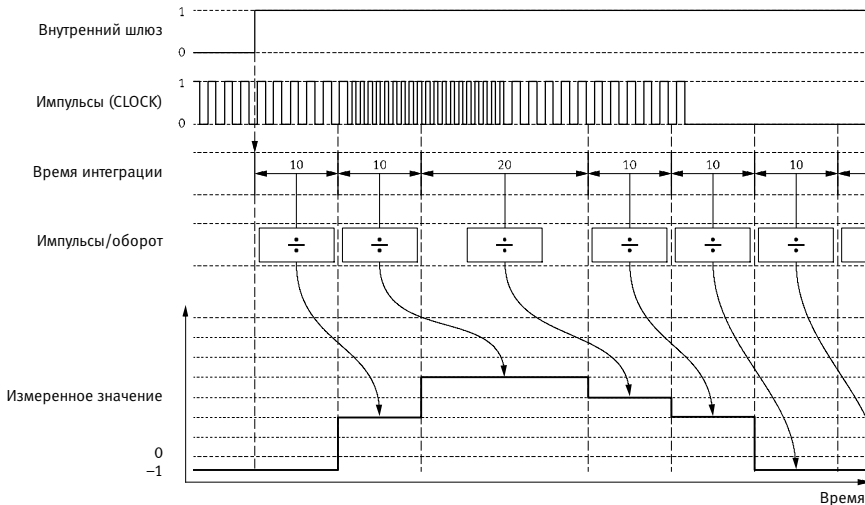 1
Внутренний шлюз
0
1
Импульсы (CLOCK)
0
Время интеграции
10 10 20 10 10 10
Импульсы/оборот
÷ ÷ ÷ ÷ ÷ ÷
Измеренное значение
0
−1
Время